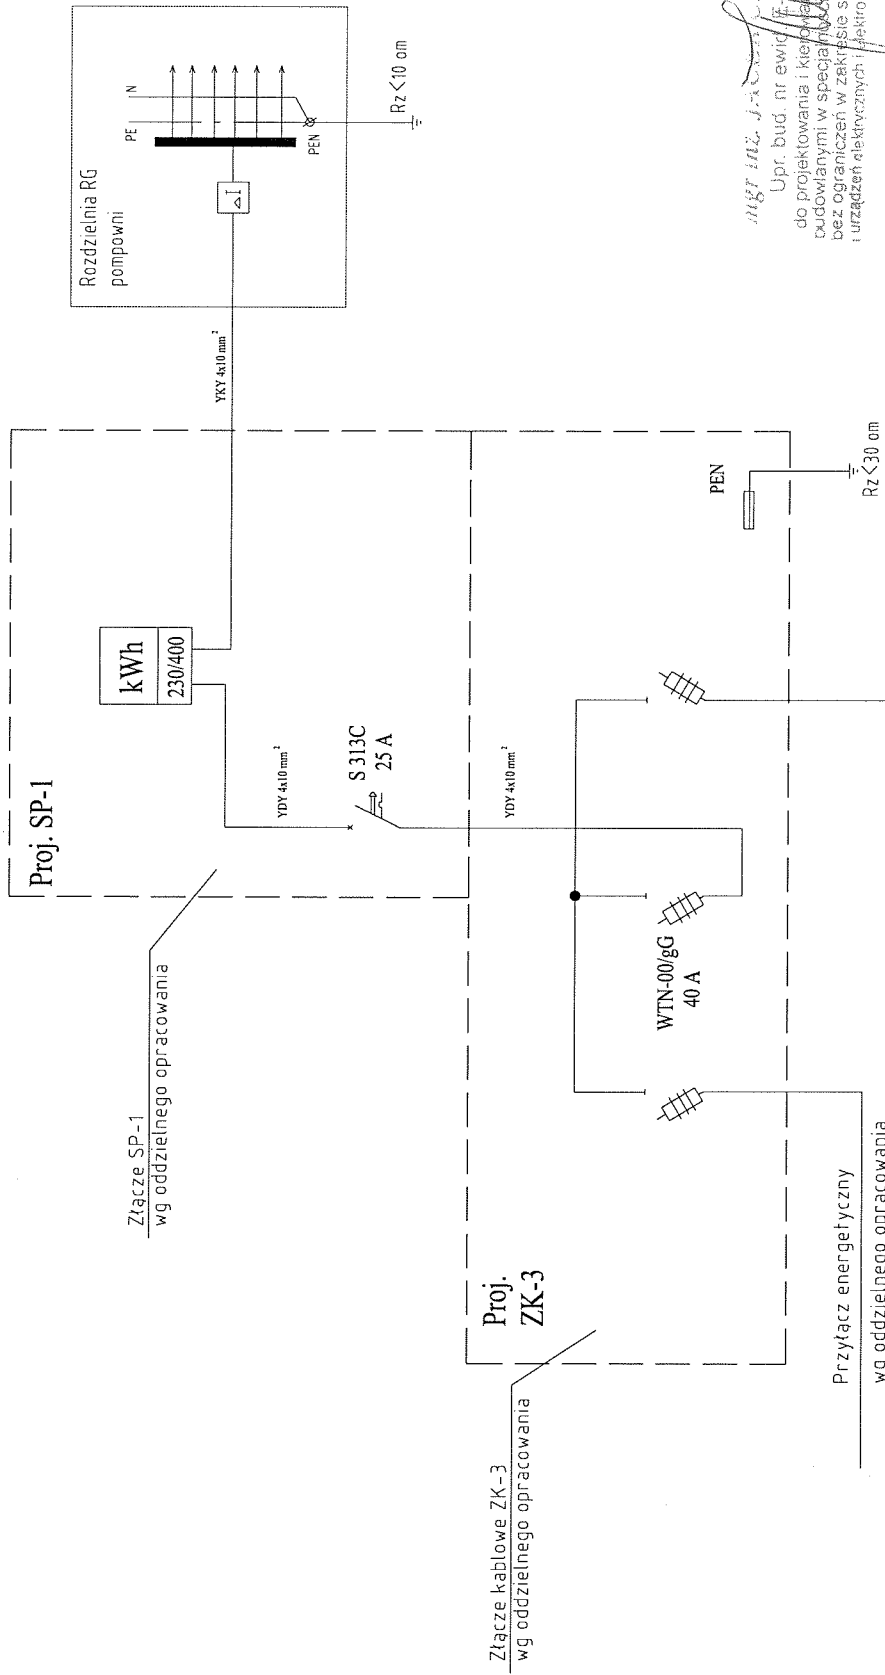 Rozdzielnia RG
pompowni
PE
N
ΔI
PEN
Rz<10 om
YKY 4x10 mm²
Proj. SP-1
kWh
230/400
YDY 4x10 mm²
S 313C
25 A
Złącze SP-1
wg oddzielnego opracowania
YDY 4x10 mm²
WTN-00/gG
40 A
PEN
Rz<30 om
Proj.
ZK-3
Złącze kablowe ZK-3
wg oddzielnego opracowania
Przyłącz energetyczny
wg oddzielnego opracowania
mgr inż.
Upr. bud. nr ewid.
do projektowania i
budowlanymi w
bez ograniczeń w zakresie
i urządzeń elektrycznych i